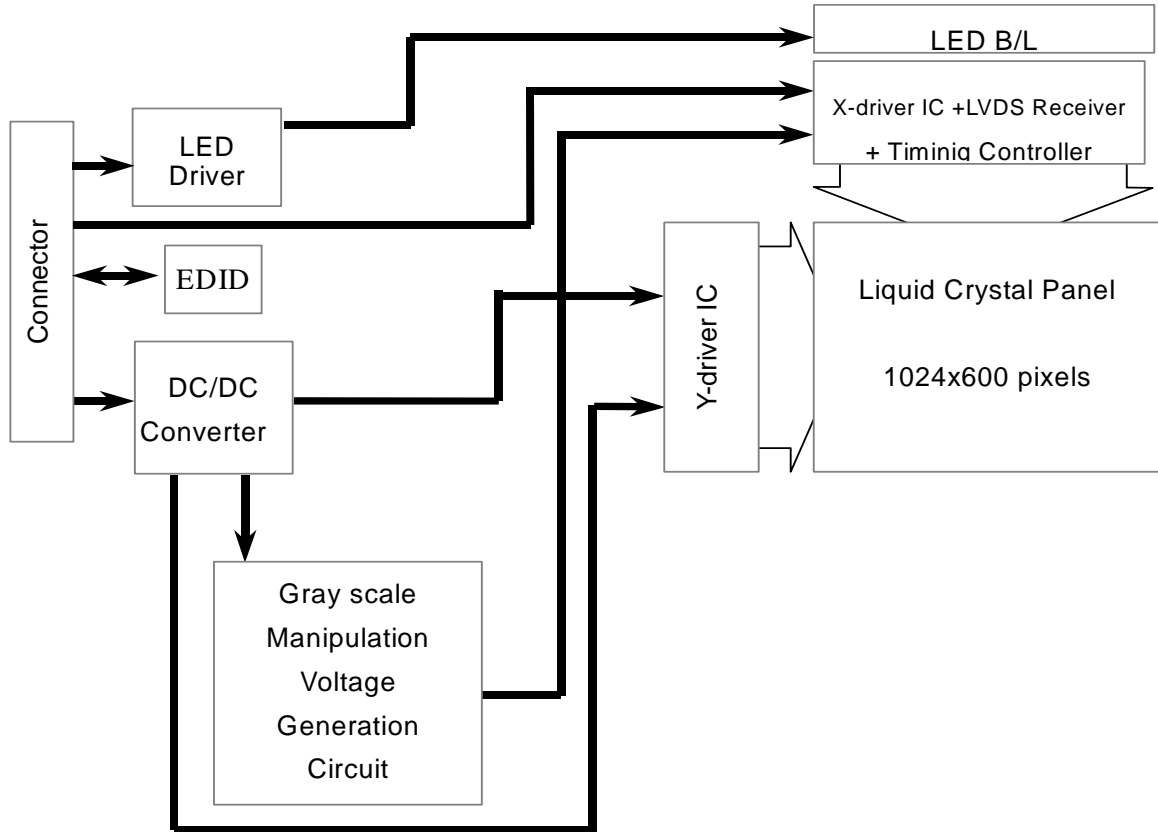 LED B/L
X-driver IC +LVDS Receiver
+ Timinig Controller
LED
Driver
Connector
EDID
DC/DC
Converter
Y-driver IC
Liquid Crystal Panel
1024x600 pixels
Gray scale
Manipulation
Voltage
Generation
Circuit